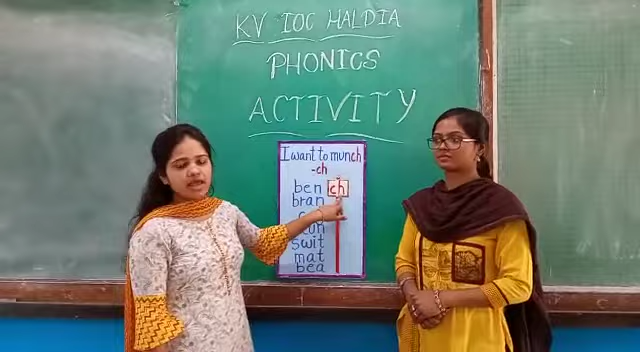 KV IOC HALDIA
PHONICS
ACTIVITY
I want to munch
-ch
ben ch
bran
swit
mat
bea